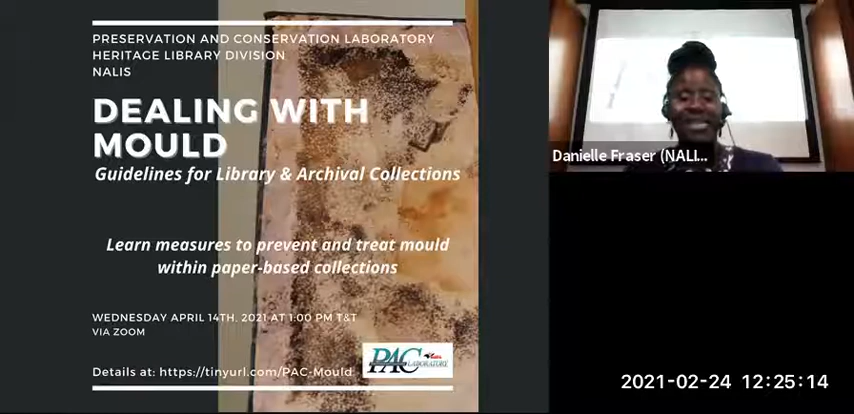 PRESERVATION AND CONSERVATION LABORATORY
HERITAGE LIBRARY DIVISION
NALIS
DEALING WITH
MOULD
Guidelines for Library & Archival Collections
Learn measures to prevent and treat mould
within paper-based collections
WEDNESDAY APRIL 14TH, 2021 AT 1:00 PM T&T
VIA ZOOM
Details at: https://tinyurl.com/PAC-Mould
PAC
LABORATORY
Danielle Fraser (NALI...
2021-02-24 12:25:14